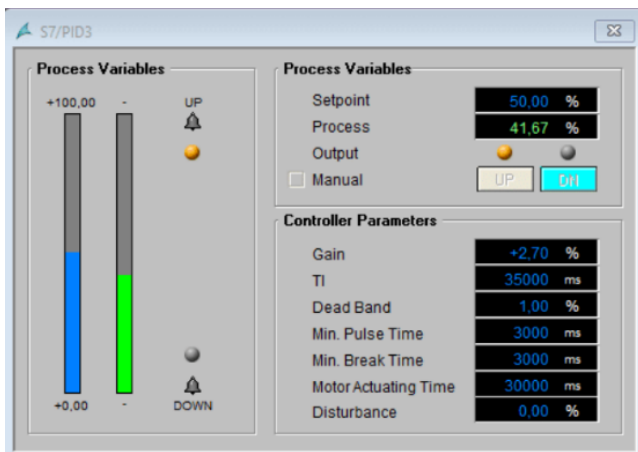 S7/PID3
Process Variables
+100,00 - UP
+0,00 - DOWN
Process Variables
Setpoint 50,00 %
Process 41,67 %
Output
Manual UP DN
Controller Parameters
Gain +2,70 %
TI 35000 ms
Dead Band 1,00 %
Min. Pulse Time 3000 ms
Min. Break Time 3000 ms
Motor Actuating Time 30000 ms
Disturbance 0,00 %